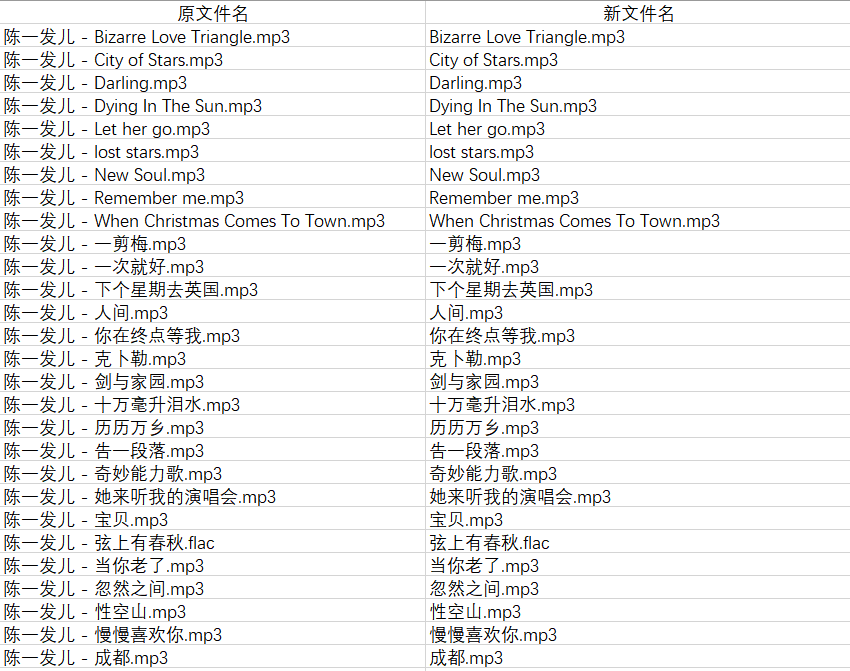 原文件名 新文件名
陈一发儿 - Bizarre Love Triangle.mp3 Bizarre Love Triangle.mp3
陈一发儿 - City of Stars.mp3 City of Stars.mp3
陈一发儿 - Darling.mp3 Darling.mp3
陈一发儿 - Dying In The Sun.mp3 Dying In The Sun.mp3
陈一发儿 - Let her go.mp3 Let her go.mp3
陈一发儿 - lost stars.mp3 lost stars.mp3
陈一发儿 - New Soul.mp3 New Soul.mp3
陈一发儿 - Remember me.mp3 Remember me.mp3
陈一发儿 - When Christmas Comes To Town.mp3 When Christmas Comes To Town.mp3
陈一发儿 - 一剪梅.mp3 一剪梅.mp3
陈一发儿 - 一次就好.mp3 一次就好.mp3
陈一发儿 - 下个星期去英国.mp3 下个星期去英国.mp3
陈一发儿 - 人间.mp3 人间.mp3
陈一发儿 - 你在终点等我.mp3 你在终点等我.mp3
陈一发儿 - 克卜勒.mp3 克卜勒.mp3
陈一发儿 - 剑与家园.mp3 剑与家园.mp3
陈一发儿 - 十万毫升泪水.mp3 十万毫升泪水.mp3
陈一发儿 - 历历万乡.mp3 历历万乡.mp3
陈一发儿 - 告一段落.mp3 告一段落.mp3
陈一发儿 - 奇妙能力歌.mp3 奇妙能力歌.mp3
陈一发儿 - 她来听我的演唱会.mp3 她来听我的演唱会.mp3
陈一发儿 - 宝贝.mp3 宝贝.mp3
陈一发儿 - 弦上有春秋.flac 弦上有春秋.flac
陈一发儿 - 当你老了.mp3 当你老了.mp3
陈一发儿 - 忽然之间.mp3 忽然之间.mp3
陈一发儿 - 性空山.mp3 性空山.mp3
陈一发儿 - 慢慢喜欢你.mp3 慢慢喜欢你.mp3
陈一发儿 - 成都.mp3 成都.mp3